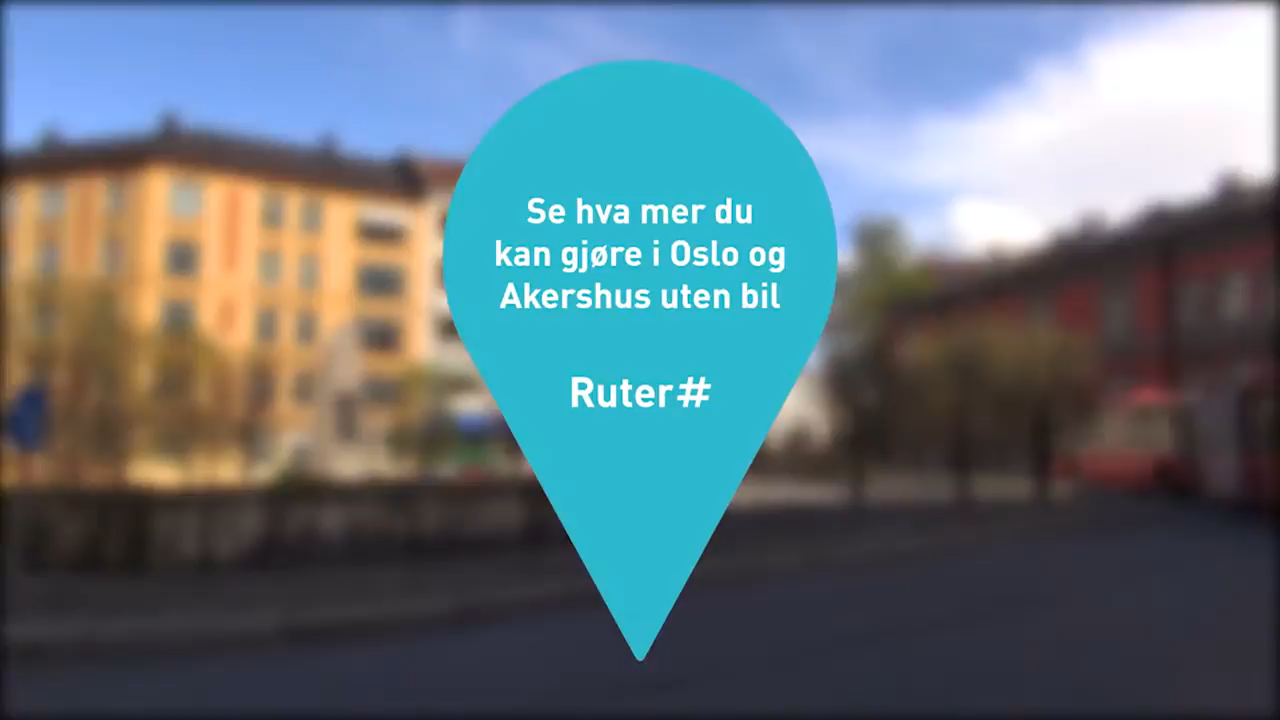 Se hva mer du
kan gjøre i Oslo og
Akershus uten bil
Ruter#